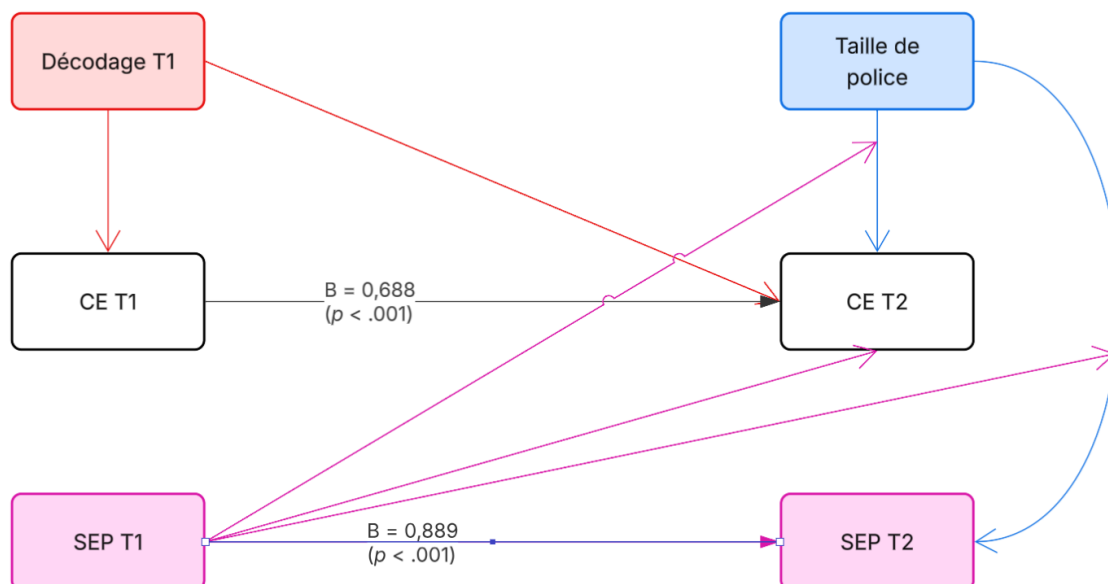 Décodage T1
Taille de
police
CE T1
B = 0,688
(p < .001)
CE T2
SEP T1
B = 0,889
(p < .001)
SEP T2